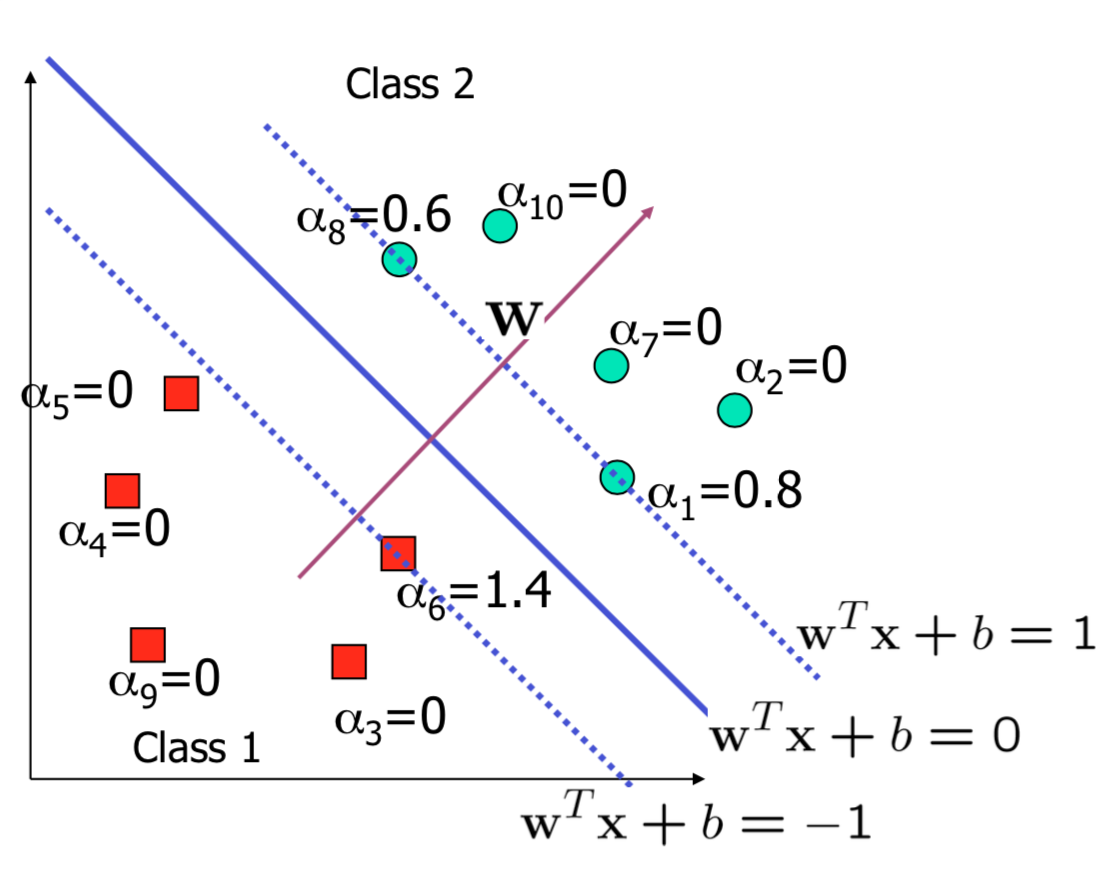 Class 2
α₁₀=0
α₈=0.6
w
α₇=0
α₂=0
α₅=0
α₁=0.8
α₄=0
α₆=1.4
wᵀx + b = 1
α₉=0
α₃=0
wᵀx + b = 0
Class 1
wᵀx + b = −1